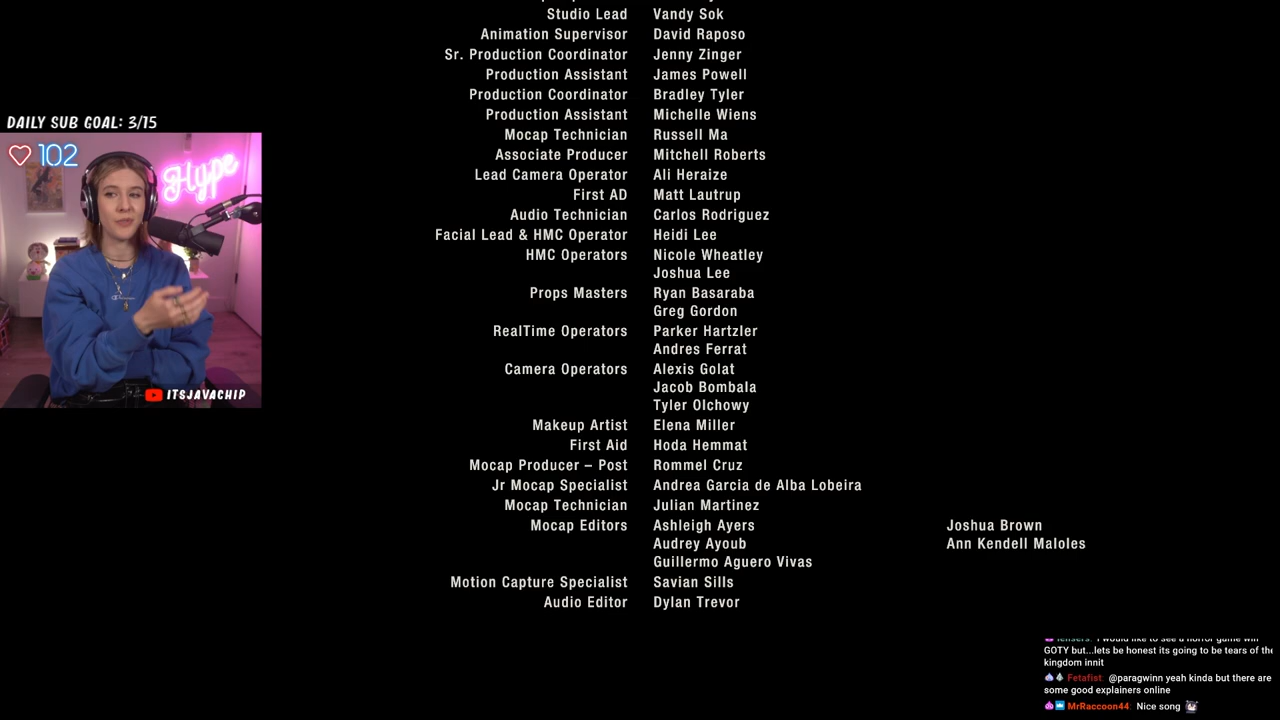 Studio Lead Vandy Sok
Animation Supervisor David Raposo
Sr. Production Coordinator Jenny Zinger
Production Assistant James Powell
Production Coordinator Bradley Tyler
Production Assistant Michelle Wiens
Mocap Technician Russell Ma
Associate Producer Mitchell Roberts
Lead Camera Operator Ali Heraize
First AD Matt Lautrup
Audio Technician Carlos Rodriguez
Facial Lead & HMC Operator Heidi Lee
HMC Operators Nicole Wheatley
Joshua Lee
Props Masters Ryan Basaraba
Greg Gordon
RealTime Operators Parker Hartzler
Andres Ferrat
Camera Operators Alexis Golat
Jacob Bombala
Tyler Olchowy
Makeup Artist Elena Miller
First Aid Hoda Hemmat
Mocap Producer – Post Rommel Cruz
Jr Mocap Specialist Andrea Garcia de Alba Lobeira
Mocap Technician Julian Martinez
Mocap Editors Ashleigh Ayers Joshua Brown
Audrey Ayoub Ann Kendell Maloles
Guillermo Aguero Vivas
Motion Capture Specialist Savian Sills
Audio Editor Dylan Trevor
DAILY SUB GOAL: 3/15
102
Hype
Champion
ITSJAVACHIP
I would like to see a horror game win
GOTY but...lets be honest its going to be tears of the
kingdom innit
Fetafist: @paragwinn yeah kinda but there are
some good explainers online
MrRaccoon44: Nice song